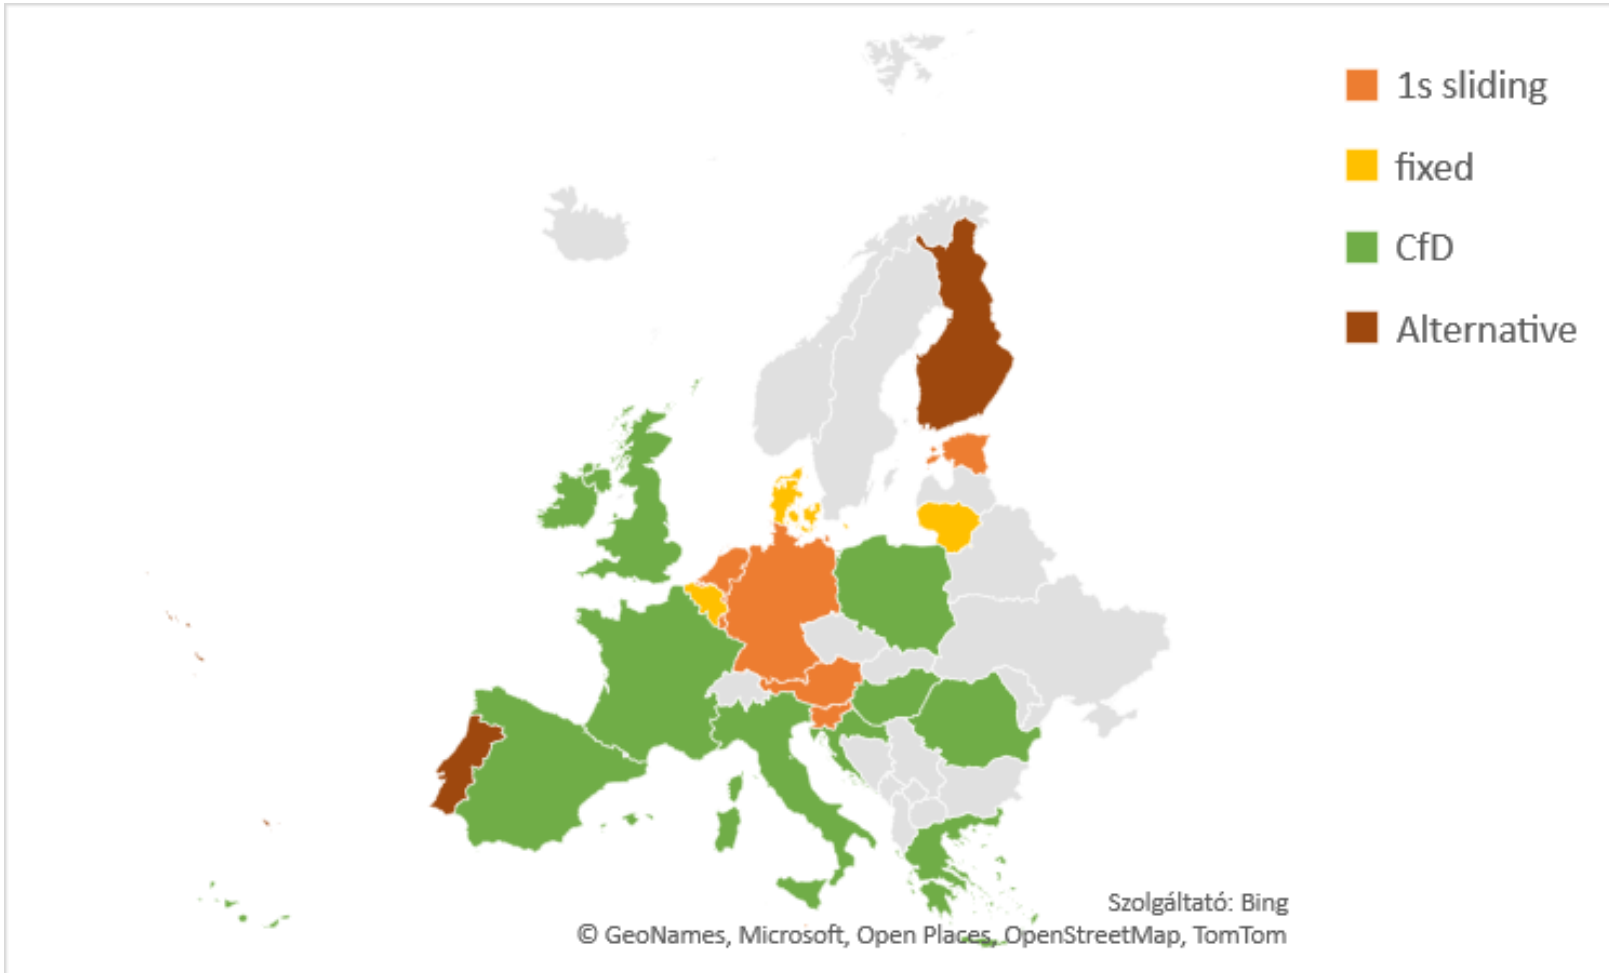 1s sliding
fixed
CfD
Alternative
Szolgáltató: Bing
© GeoNames, Microsoft, Open Places, OpenStreetMap, TomTom